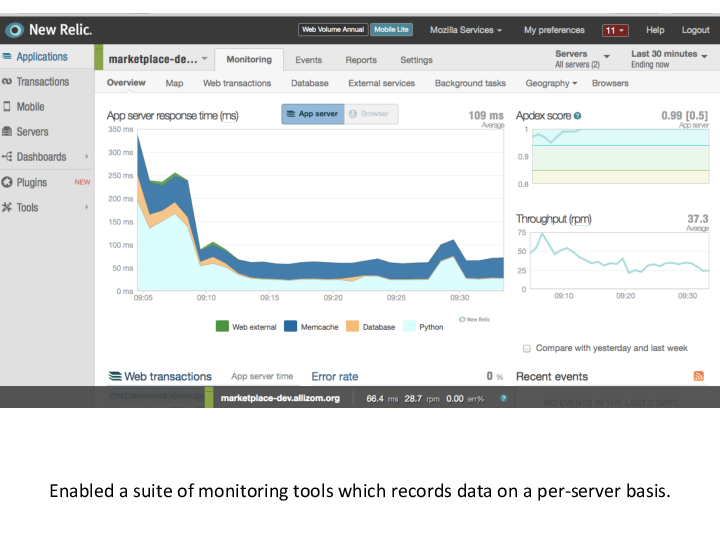 New Relic.
Web Volume Annual
Mobile Lite
Mozilla Services
My preferences
11
Help
Logout
Applications
Transactions
Mobile
Servers
Dashboards
Plugins NEW
Tools
marketplace-de...
Monitoring
Events
Reports
Settings
Servers
All servers (2)
Last 30 minutes
Ending now
Overview
Map
Web transactions
Database
External services
Background tasks
Geography
Browsers
App server response time (ms)
App server
Browser
109 ms
Average
350 ms
300 ms
250 ms
200 ms
150 ms
100 ms
50 ms
0 ms
09:05
09:10
09:15
09:20
09:25
09:30
New Relic
Web external
Memcache
Database
Python
Apdex score ?
0.99 [0.5]
App server
1
0.9
0.8
Throughput (rpm)
37.3
Average
75
50
25
0
09:10
09:20
09:30
Compare with yesterday and last week
Web transactions
App server time
Error rate
0 %
Recent events
NO EVENTS IN THE LAST 3 DAYS.
marketplace-dev.allizom.org
66.4 ms 28.7 rpm 0.00 err% ?
Enabled a suite of monitoring tools which records data on a per-server basis.